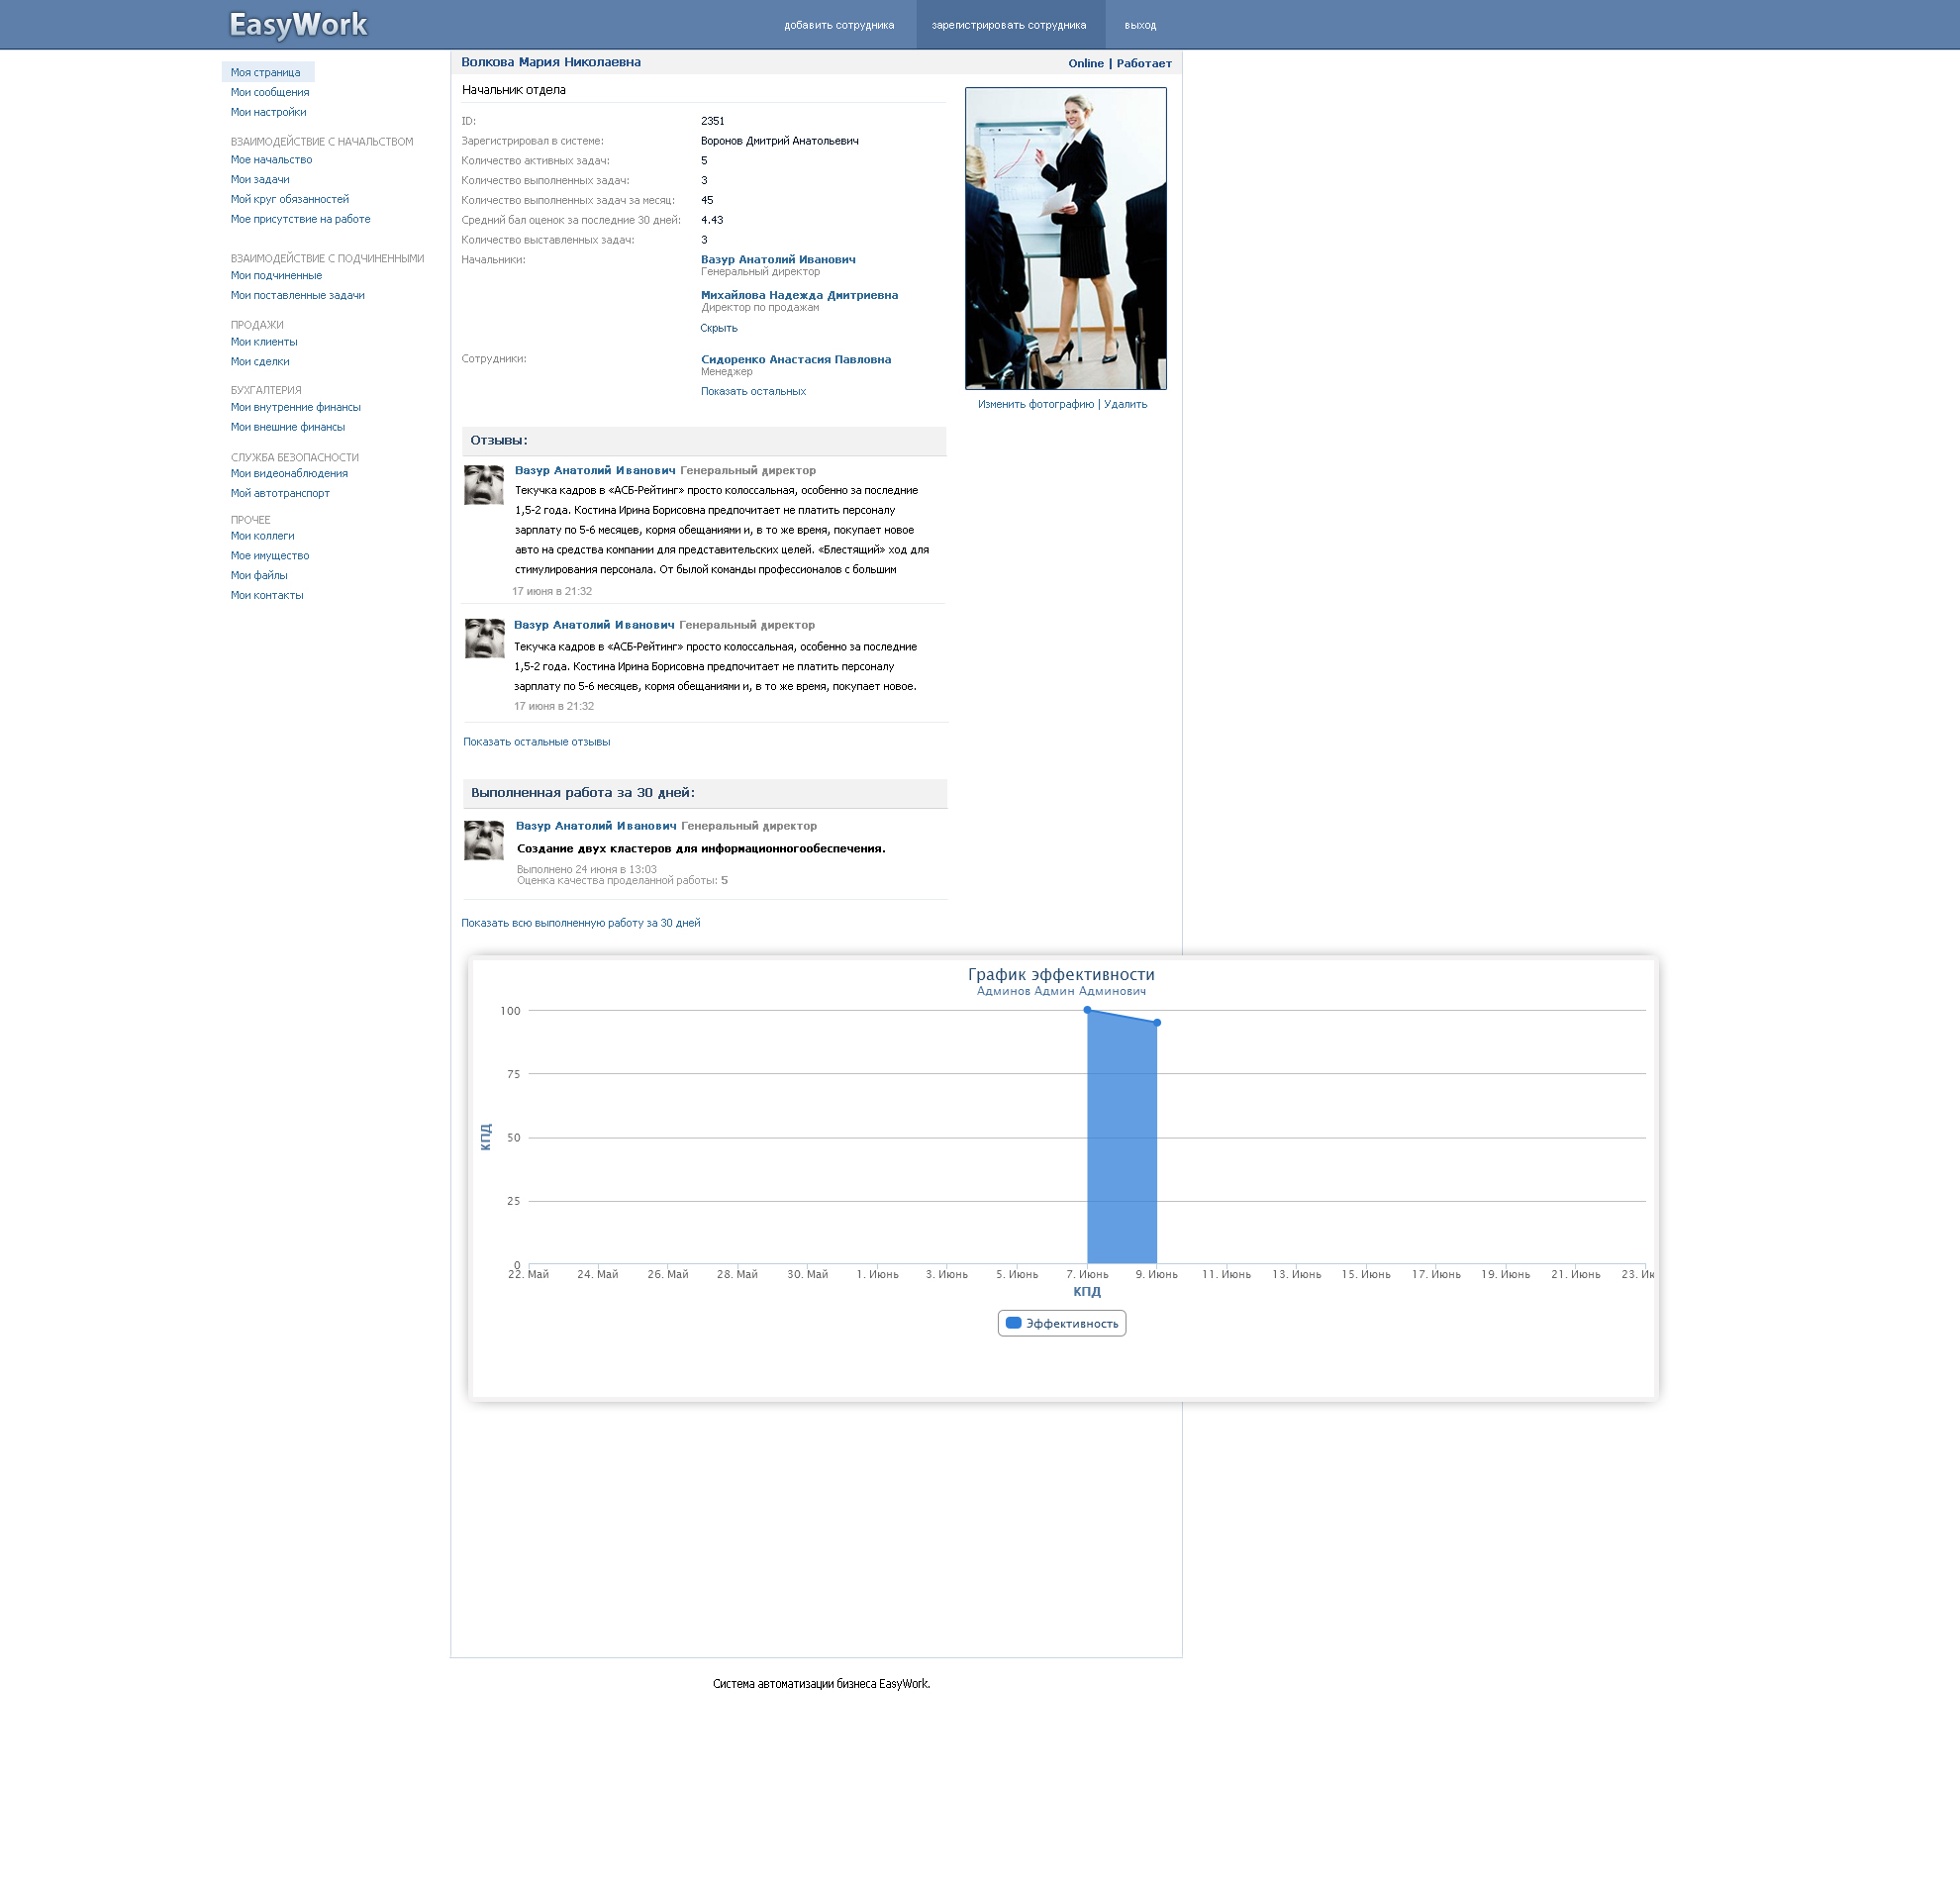 EasyWork
добавить сотрудника
зарегистрировать сотрудника
выход
Моя страница
Мои сообщения
Мои настройки
ВЗАИМОДЕЙСТВИЕ С НАЧАЛЬСТВОМ
Мое начальство
Мои задачи
Мой круг обязанностей
Мое присутствие на работе
ВЗАИМОДЕЙСТВИЕ С ПОДЧИНЕННЫМИ
Мои подчиненные
Мои поставленные задачи
ПРОДАЖИ
Мои клиенты
Мои сделки
БУХГАЛТЕРИЯ
Мои внутренние финансы
Мои внешние финансы
СЛУЖБА БЕЗОПАСНОСТИ
Мои видеонаблюдения
Мой автотранспорт
ПРОЧЕЕ
Мои коллеги
Мое имущество
Мои файлы
Мои контакты
Волкова Мария Николаевна
Online | Работает
Начальник отдела
ID: 2351
Зарегистрировал в системе: Воронов Дмитрий Анатольевич
Количество активных задач: 5
Количество выполненных задач: 3
Количество выполненных задач за месяц: 45
Средний бал оценок за последние 30 дней: 4.43
Количество выставленных задач: 3
Начальники: Вазур Анатолий Иванович
Генеральный директор
Михайлова Надежда Дмитриевна
Директор по продажам
Скрыть
Сотрудники: Сидоренко Анастасия Павловна
Менеджер
Показать остальных
Изменить фотографию | Удалить
Отзывы:
Вазур Анатолий Иванович Генеральный директор
Текучка кадров в «АСБ-Рейтинг» просто колоссальная, особенно за последние
1,5-2 года. Костина Ирина Борисовна предпочитает не платить персоналу
зарплату по 5-6 месяцев, кормя обещаниями и, в то же время, покупает новое
авто на средства компании для представительских целей. «Блестящий» ход для
стимулирования персонала. От былой команды профессионалов с большим
17 июня в 21:32
Вазур Анатолий Иванович Генеральный директор
Текучка кадров в «АСБ-Рейтинг» просто колоссальная, особенно за последние
1,5-2 года. Костина Ирина Борисовна предпочитает не платить персоналу
зарплату по 5-6 месяцев, кормя обещаниями и, в то же время, покупает новое.
17 июня в 21:32
Показать остальные отзывы
Выполненная работа за 30 дней:
Вазур Анатолий Иванович Генеральный директор
Создание двух кластеров для информационногообеспечения.
Выполнено 24 июня в 13:03
Оценка качества проделанной работы: 5
Показать всю выполненную работу за 30 дней
График эффективности
Админов Админ Админович
100
75
50
25
0
КПД
22. Май 24. Май 26. Май 28. Май 30. Май 1. Июнь 3. Июнь 5. Июнь 7. Июнь 9. Июнь 11. Июнь 13. Июнь 15. Июнь 17. Июнь 19. Июнь 21. Июнь 23. Ию
КПД
Эффективность
Система автоматизации бизнеса EasyWork.